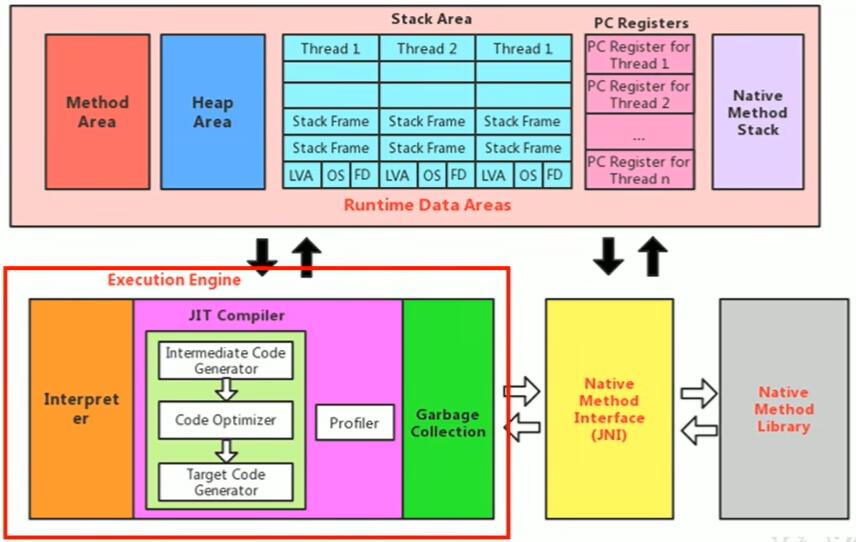 Stack Area
PC Registers
Method
Area
Heap
Area
Thread 1
Thread 2
Thread 1
Stack Frame
Stack Frame
Stack Frame
Stack Frame
Stack Frame
Stack Frame
LVA
OS
FD
LVA
OS
FD
LVA
OS
FD
PC Register for
Thread 1
PC Register for
Thread 2
...
PC Register for
Thread n
Native
Method
Stack
Runtime Data Areas
Execution Engine
Interpret
er
JIT Compiler
Intermediate Code
Generator
Code Optimizer
Target Code
Generator
Profiler
Garbage
Collection
Native
Method
Interface
(JNI)
Native
Method
Library